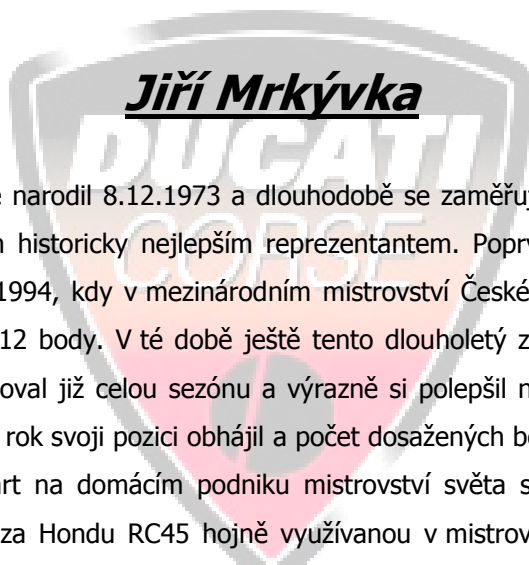 Jiří Mrkývka
DUCATI
CORSE
narodil 8.12.1973 a dlouhodobě se zaměřuj
historicky nejlepším reprezentantem. Poprv
1994, kdy v mezinárodním mistrovství České
12 body. V té době ještě tento dlouholetý z
oval již celou sezónu a výrazně si polepšil n
rok svoji pozici obhájil a počet dosažených b
art na domácím podniku mistrovství světa s
za Hondu RC45 hojně využívanou v mistrov